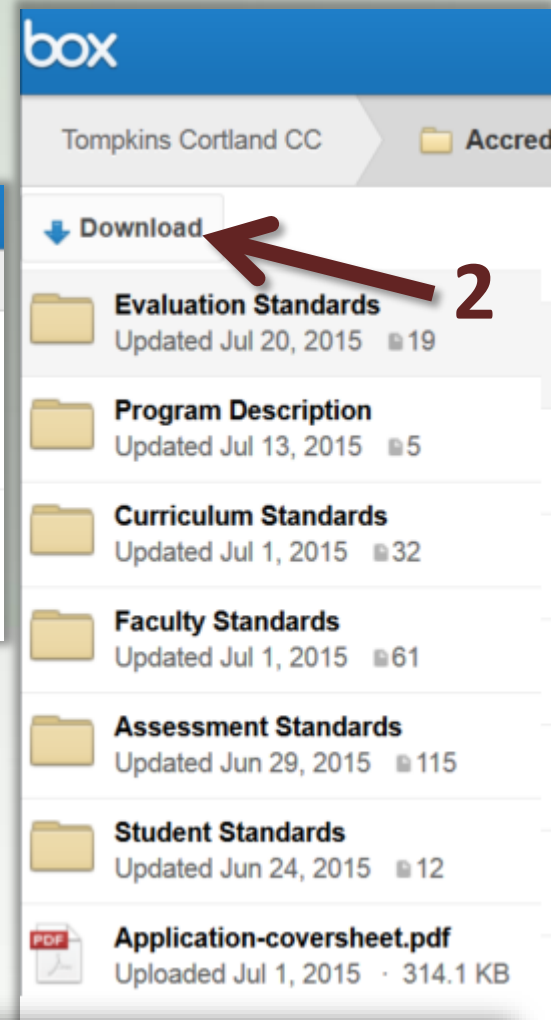 box
Tompkins Cortland CC Accred
Download
2
Evaluation Standards
Updated Jul 20, 2015 19
Program Description
Updated Jul 13, 2015 5
Curriculum Standards
Updated Jul 1, 2015 32
Faculty Standards
Updated Jul 1, 2015 61
Assessment Standards
Updated Jun 29, 2015 115
Student Standards
Updated Jun 24, 2015 12
PDF
Application-coversheet.pdf
Uploaded Jul 1, 2015 · 314.1 KB